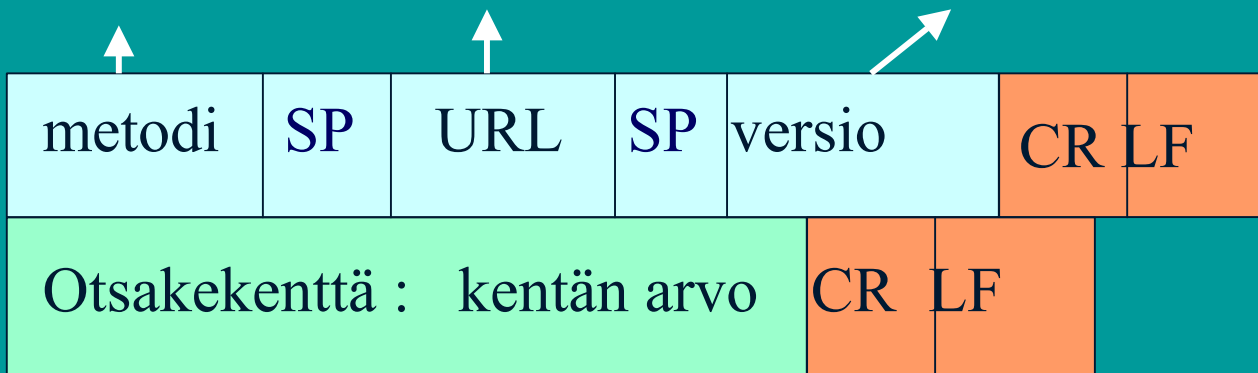 metodi SP URL SP versio CR LF
Otsakekenttä : kentän arvo CR LF